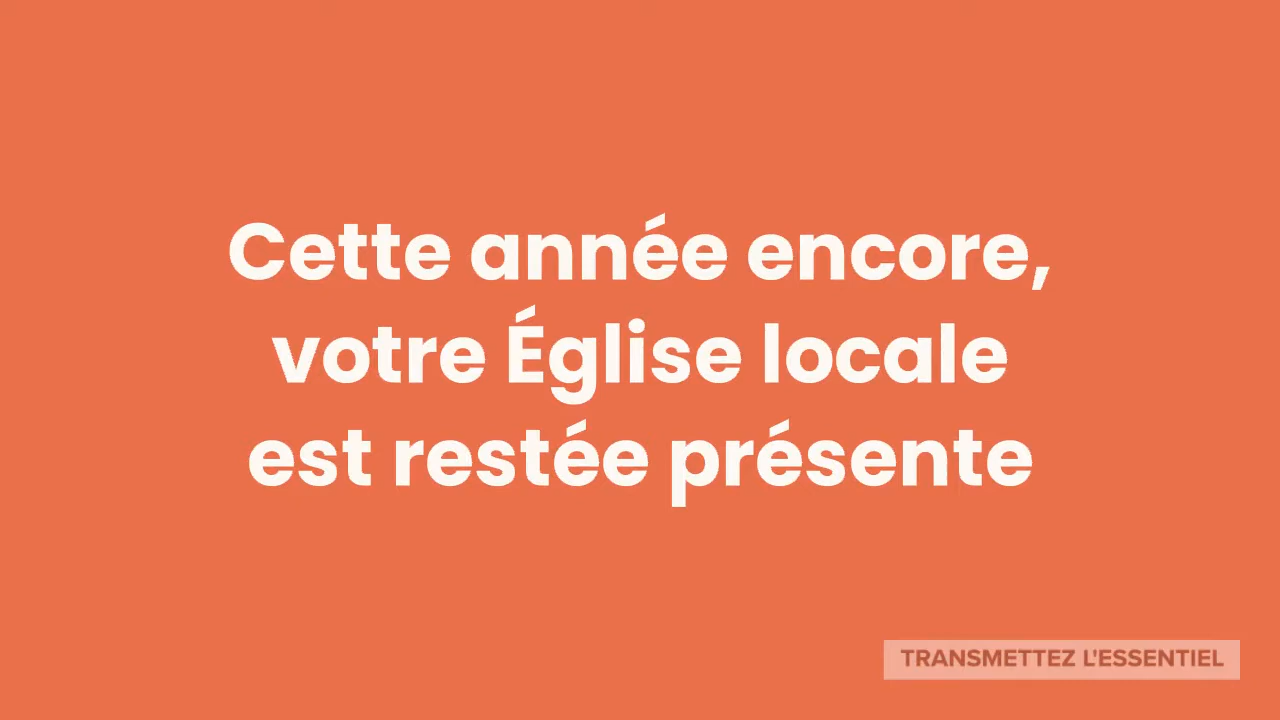 Cette année encore,
votre Église locale
est restée présente
TRANSMETTEZ L'ESSENTIEL